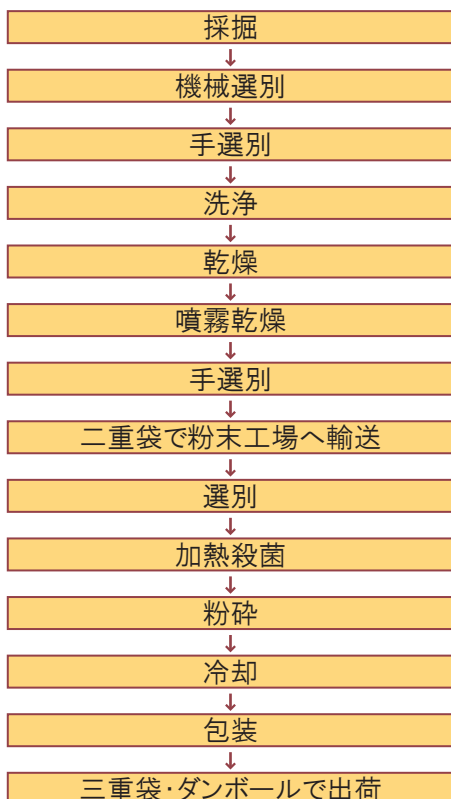 採掘
↓
機械選別
↓
手選別
↓
洗浄
↓
乾燥
↓
噴霧乾燥
↓
手選別
↓
二重袋で粉末工場へ輸送
↓
選別
↓
加熱殺菌
↓
粉砕
↓
冷却
↓
包装
↓
三重袋・ダンボールで出荷